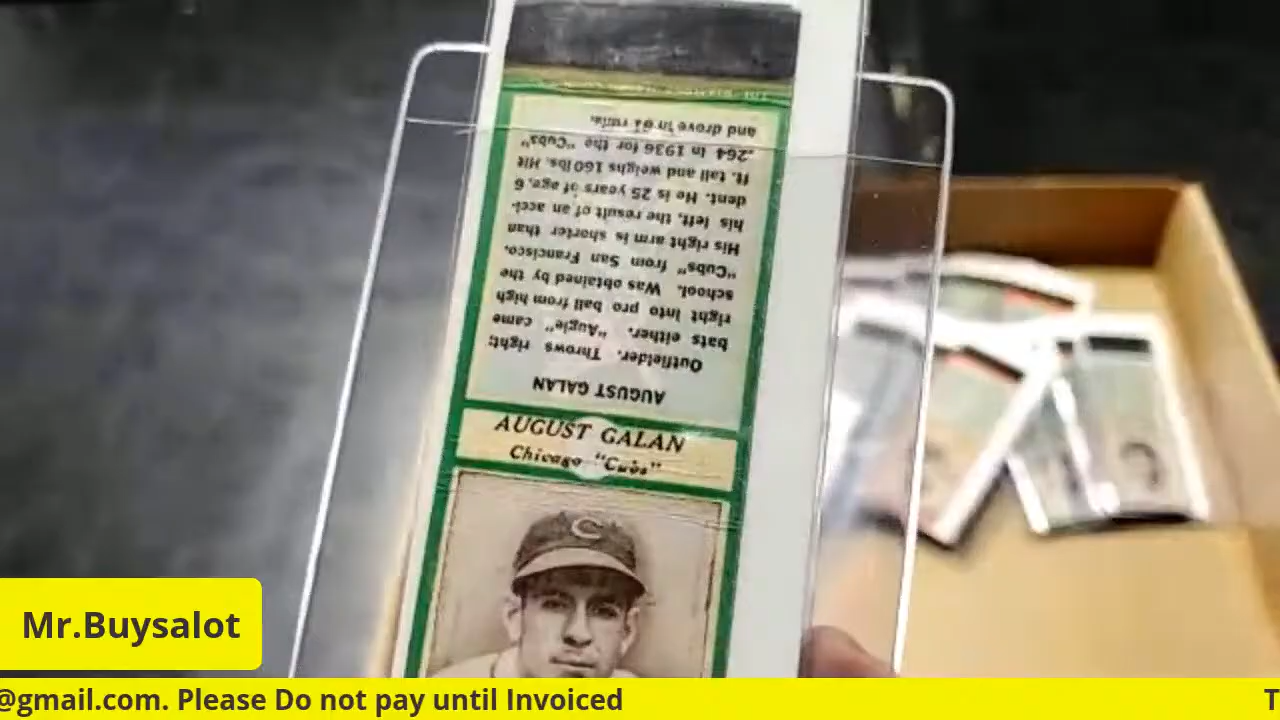 AUGUST GALAN
Outfielder. Throws right;
bats either. "Augie" came
right into pro ball from high
school. Was obtained by the
"Cubs" from San Francisco.
His right arm is shorter than
his left, the result of an acci-
dent. He is 25 years of age, 6
ft. tall and weighs 160 lbs. Hit
.264 in 1936 for the "Cubs"
and drove in 81 runs.
AUGUST GALAN
Chicago "Cubs"
C
Mr.Buysalot
@gmail.com. Please Do not pay until Invoiced
T